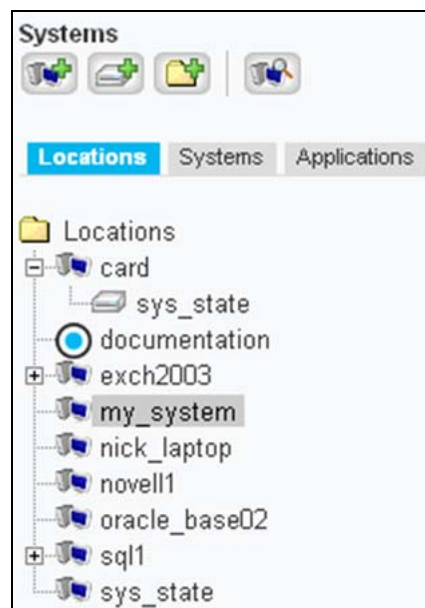 Systems
Locations Systems Applications
Locations
card
sys_state
documentation
exch2003
my_system
nick_laptop
novell1
oracle_base02
sql1
sys_state